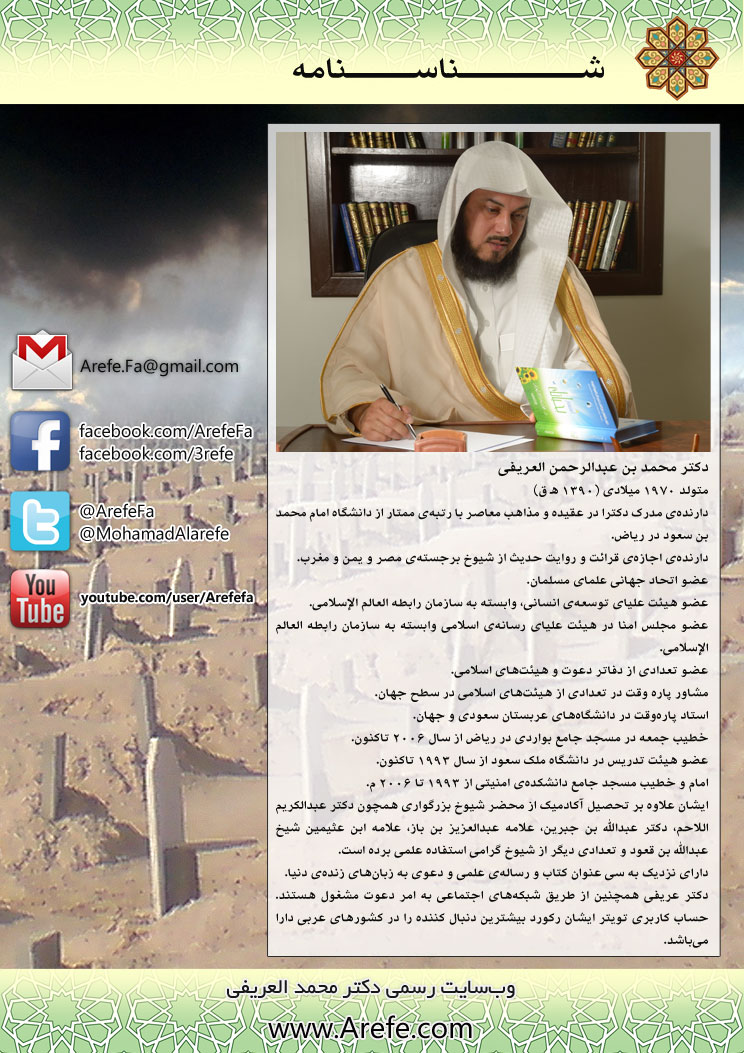 شــــــناســــنامه
Arefe.Fa@gmail.com
facebook.com/ArefeFa
facebook.com/3refe
@ArefeFa
@MohamadAlarefe
You
Tube
youtube.com/user/Arefefa
دکتر محمد بن عبدالرحمن العریفی
متولد ۱۹۷۰ میلادی (۱۳۹۰ هـ ق)
دارنده‌ی مدرک دکترا در عقیده و مذاهب معاصر با رتبه‌ی ممتاز از دانشگاه امام محمد
بن سعود در ریاض.
دارنده‌ی اجازه‌ی قرائت و روایت حدیث از شیوخ برجسته‌ی مصر و یمن و مغرب.
عضو اتحاد جهانی علمای مسلمان.
عضو هیئت علیای توسعه‌ی انسانی، وابسته به سازمان رابطه العالم الإسلامی.
عضو مجلس امنا در هیئت علیای رسانه‌ی اسلامی وابسته به سازمان رابطه العالم
الإسلامی.
عضو تعدادی از دفاتر دعوت و هیئت‌های اسلامی.
مشاور پاره وقت در تعدادی از هیئت‌های اسلامی در سطح جهان.
استاد پاره‌وقت در دانشگاه‌های عربستان سعودی و جهان.
خطیب جمعه در مسجد جامع بواردی در ریاض از سال ۲۰۰۶ تاکنون.
عضو هیئت تدریس در دانشگاه ملک سعود از سال ۱۹۹۳ تاکنون.
امام و خطیب مسجد جامع دانشکده‌ی امنیتی از ۱۹۹۳ تا ۲۰۰۶ م.
ایشان علاوه بر تحصیل آکادمیک از محضر شیوخ بزرگواری همچون دکتر عبدالکریم
اللاحم، دکتر عبدالله بن جبرین، علامه عبدالعزیز بن باز، علامه ابن عثیمین شیخ
عبدالله بن قعود و تعدادی دیگر از شیوخ گرامی استفاده علمی برده است.
دارای نزدیک به سی عنوان کتاب و رساله‌ی علمی و دعوی به زبان‌های زنده‌ی دنیا.
دکتر عریفی همچنین از طریق شبکه‌های اجتماعی به امر دعوت مشغول هستند.
حساب کاربری تویتر ایشان رکورد بیشترین دنبال کننده را در کشورهای عربی دارا
می‌باشد.
وب‌سایت رسمی دکتر محمد العریفی
www.Arefe.com